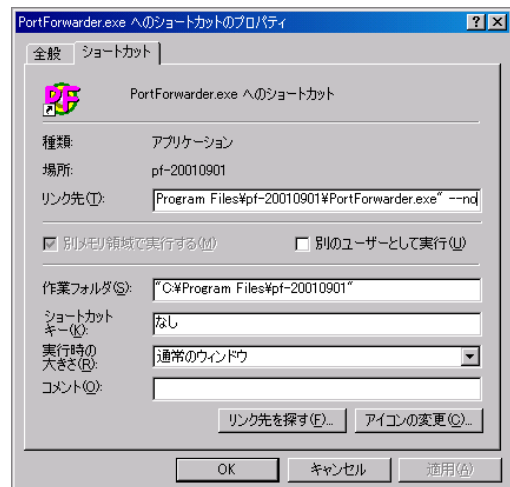 PortForwarder.exe へのショートカットのプロパティ
全般 ショートカット
PF
PortForwarder.exe へのショートカット
種類: アプリケーション
場所: pf-20010901
リンク先(T): Program Files¥pf-20010901¥PortForwarder.exe" --no
別メモリ領域で実行する(M) 別のユーザーとして実行(U)
作業フォルダ(S): "C:¥Program Files¥pf-20010901"
ショートカット
キー(K): なし
実行時の
大きさ(R): 通常のウィンドウ
コメント(O):
リンク先を探す(F)... アイコンの変更(C)...
OK キャンセル 適用(A)